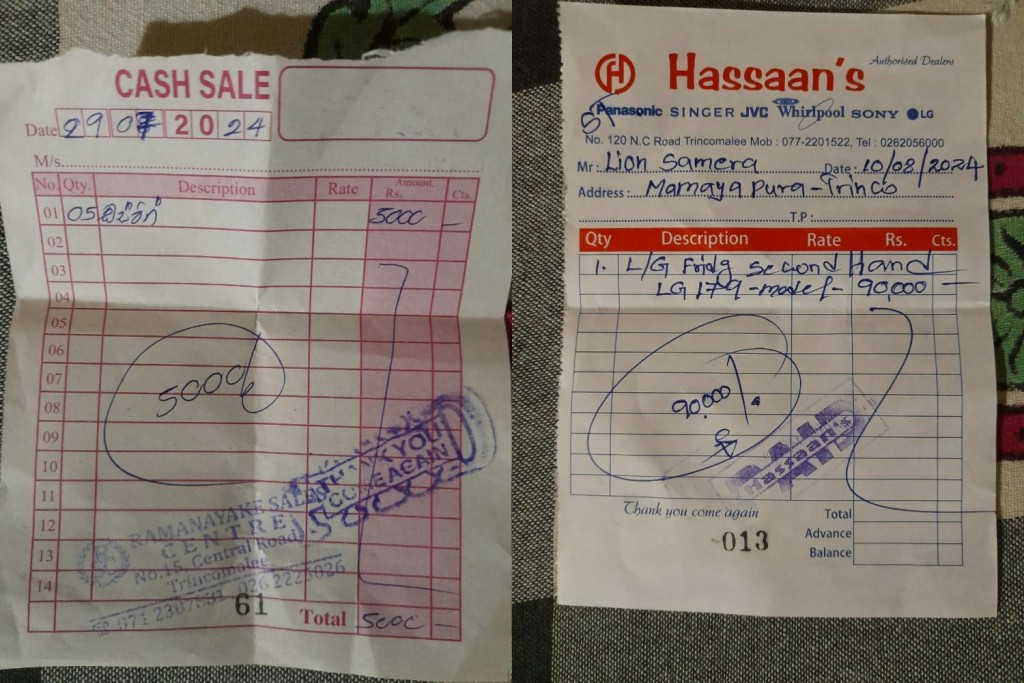 CASH SALE
Date 29 07 2024
M/s.
No. Qty. Description Rate Amount Rs. Cts.
01 05 5000 —
02
03
04
05
06
07
08
09
10
11
12
13
14
5000/-
YOU
COME AGAIN
RAMANAYAKE SALES
CENTRE
No.15, Central Road,
Trincomalee
61
Total 5000 —
H Hassaan's Authorised Dealers
Panasonic SINGER JVC Whirlpool SONY LG
No. 120 N.C Road Trincomalee Mob : 077-2201522, Tel : 0262056000
Mr : Lion Samera Date : 10/08/2024
Address : Mamaya Pura - Trinco
T.P :
Qty Description Rate Rs. Cts.
1. L/G Fridg Second Hand
LG 179 - model - 90,000 —
90,000/-
PAID
Hassaan's
Thank you come again
013
Total
Advance
Balance